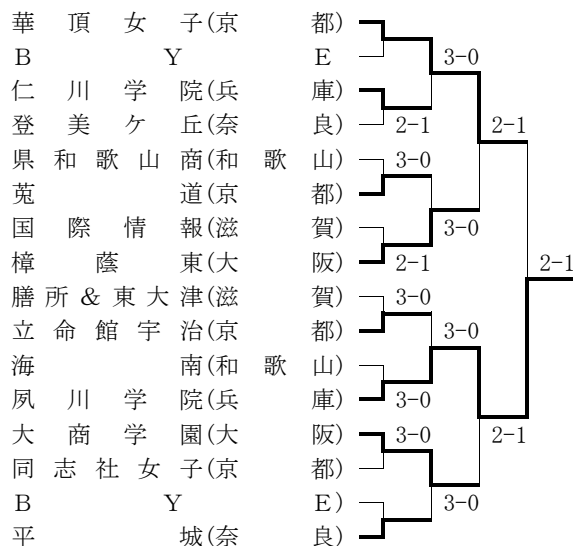 華頂女子(京都)
BYE
3-0
仁川学院(兵庫)
登美ケ丘(奈良)
2-1
2-1
県和歌山商(和歌山)
3-0
菟道(京都)
国際情報(滋賀)
3-0
樟蔭東(大阪)
2-1
2-1
膳所&東大津(滋賀)
3-0
立命館宇治(京都)
3-0
海南(和歌山)
夙川学院(兵庫)
3-0
大商学園(大阪)
3-0
2-1
同志社女子(京都)
BYE)
3-0
平城(奈良)